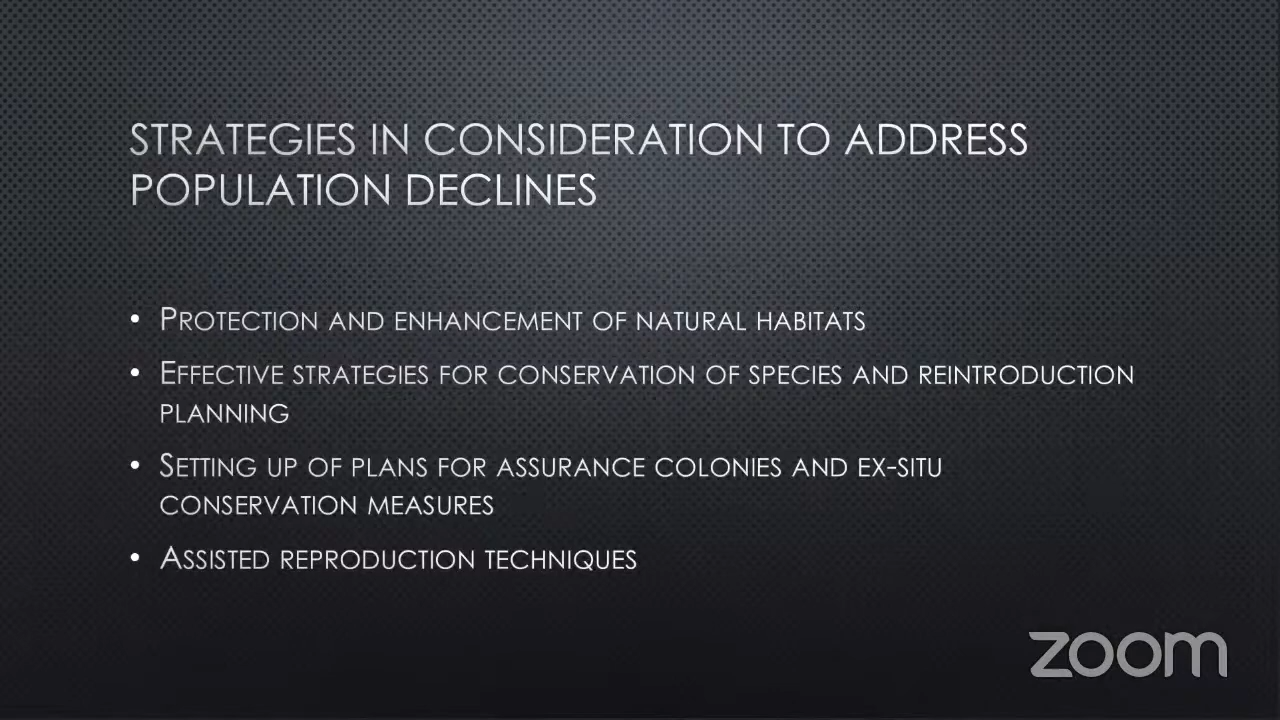 STRATEGIES IN CONSIDERATION TO ADDRESS
POPULATION DECLINES
• PROTECTION AND ENHANCEMENT OF NATURAL HABITATS
• EFFECTIVE STRATEGIES FOR CONSERVATION OF SPECIES AND REINTRODUCTION
PLANNING
• SETTING UP OF PLANS FOR ASSURANCE COLONIES AND EX-SITU
CONSERVATION MEASURES
• ASSISTED REPRODUCTION TECHNIQUES
zoom